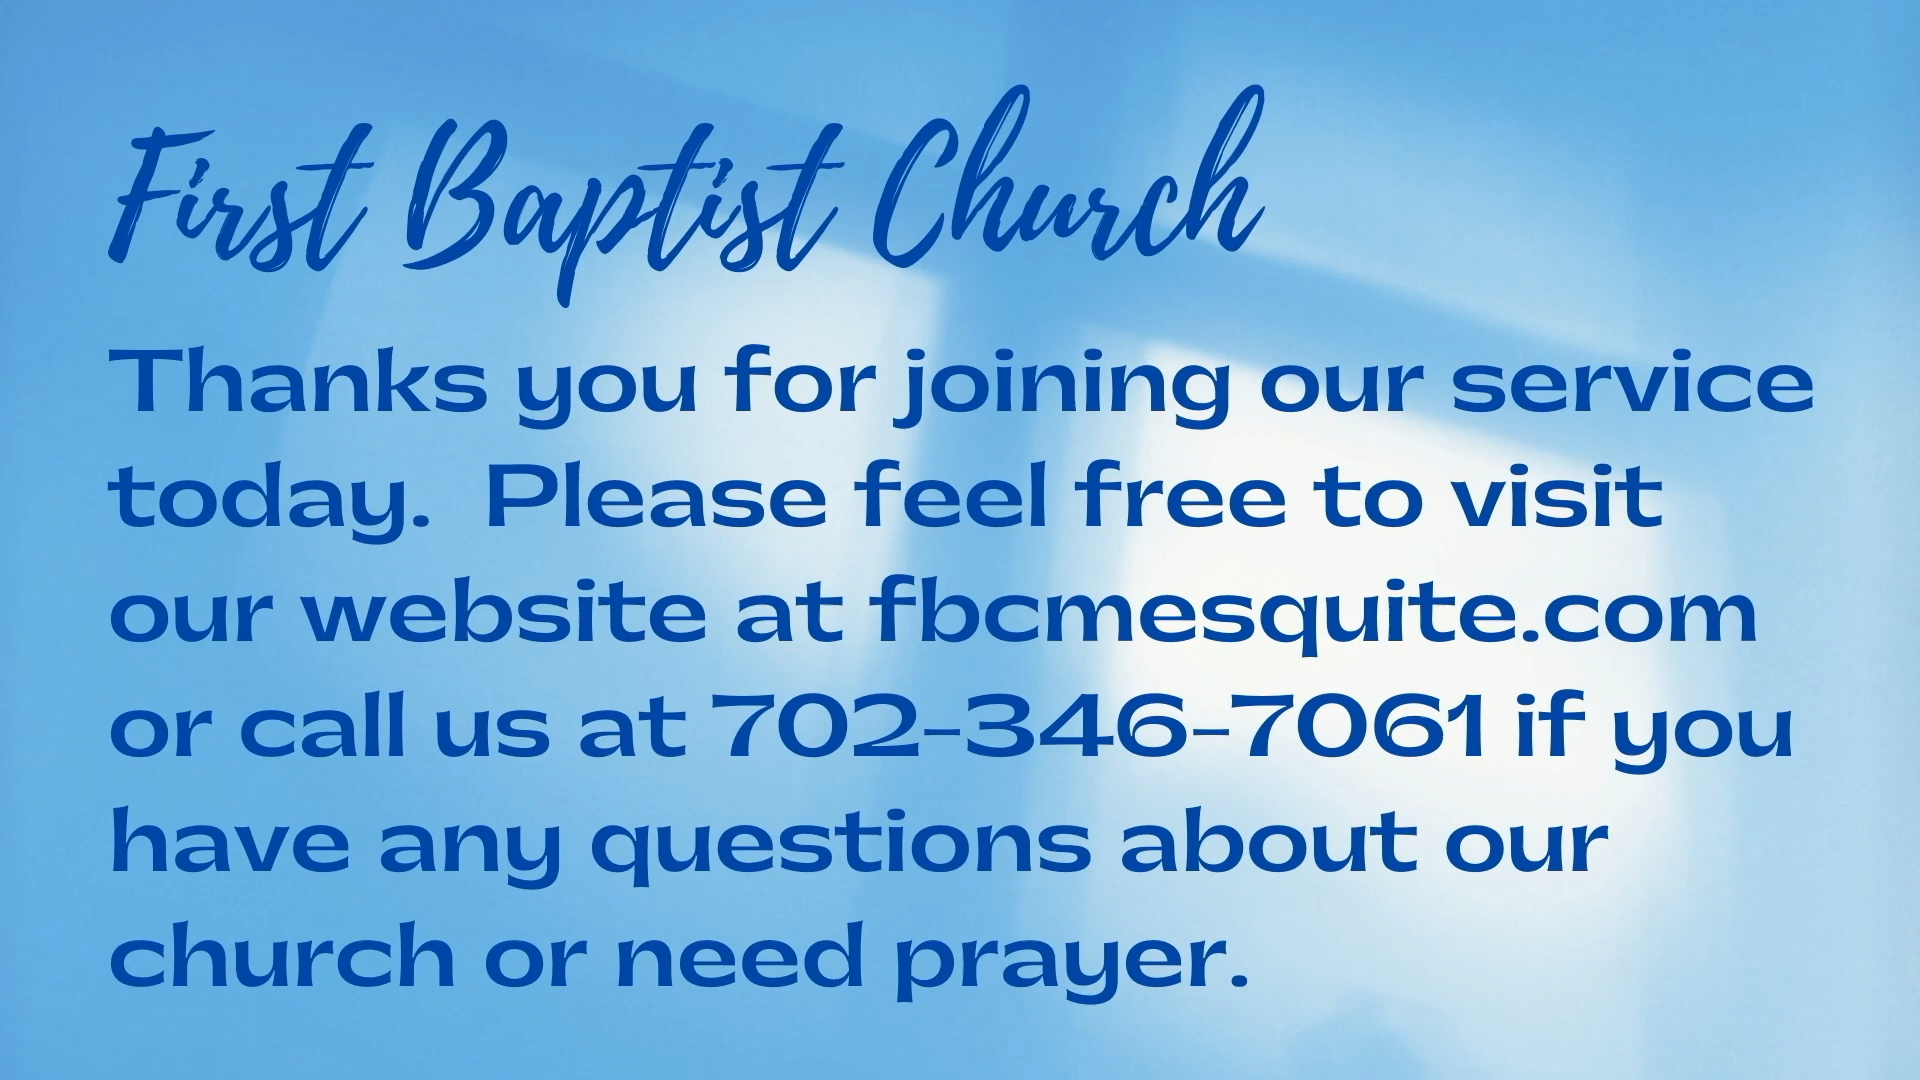 First Baptist Church
Thanks you for joining our service
today.  Please feel free to visit
our website at fbcmesquite.com
or call us at 702-346-7061 if you
have any questions about our
church or need prayer.